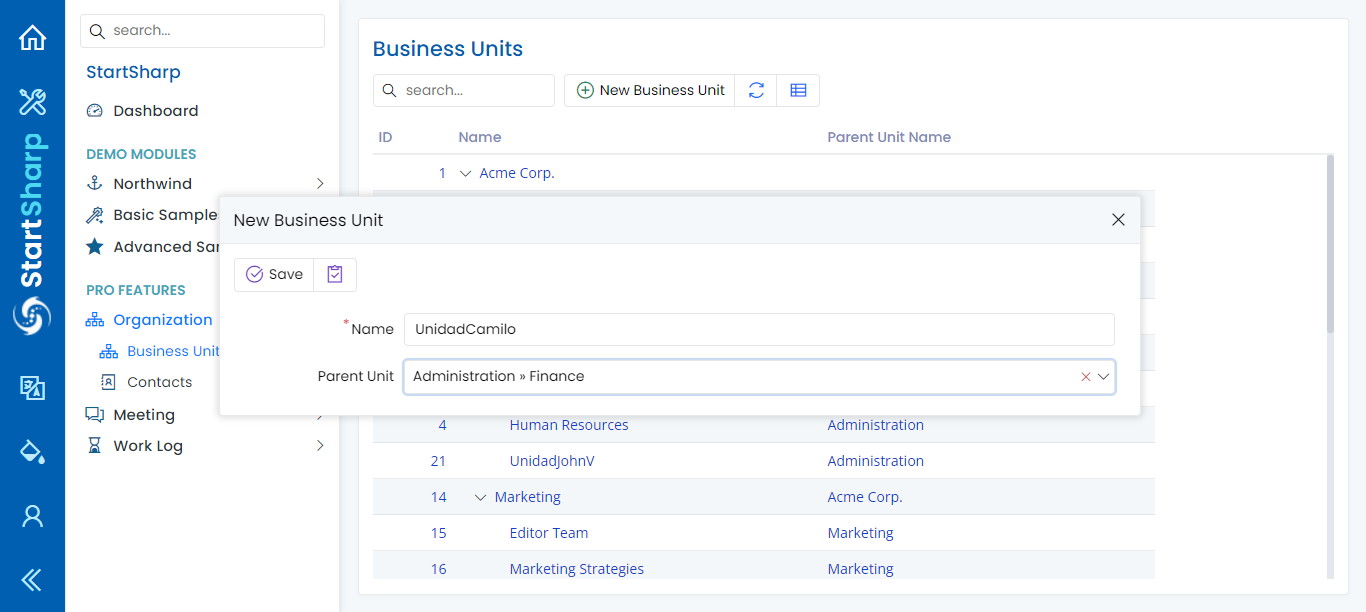 StartSharp
search...
StartSharp
Dashboard
DEMO MODULES
Northwind
Basic Sample
Advanced Sa
PRO FEATURES
Organization
Business Unit
Contacts
Meeting
Work Log
Business Units
search...
New Business Unit
ID Name Parent Unit Name
1 Acme Corp.
New Business Unit
Save
*Name UnidadCamilo
Parent Unit Administration » Finance
4 Human Resources Administration
21 UnidadJohnV Administration
14 Marketing Acme Corp.
15 Editor Team Marketing
16 Marketing Strategies Marketing